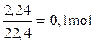 2,24/22,4 = 0,1mol